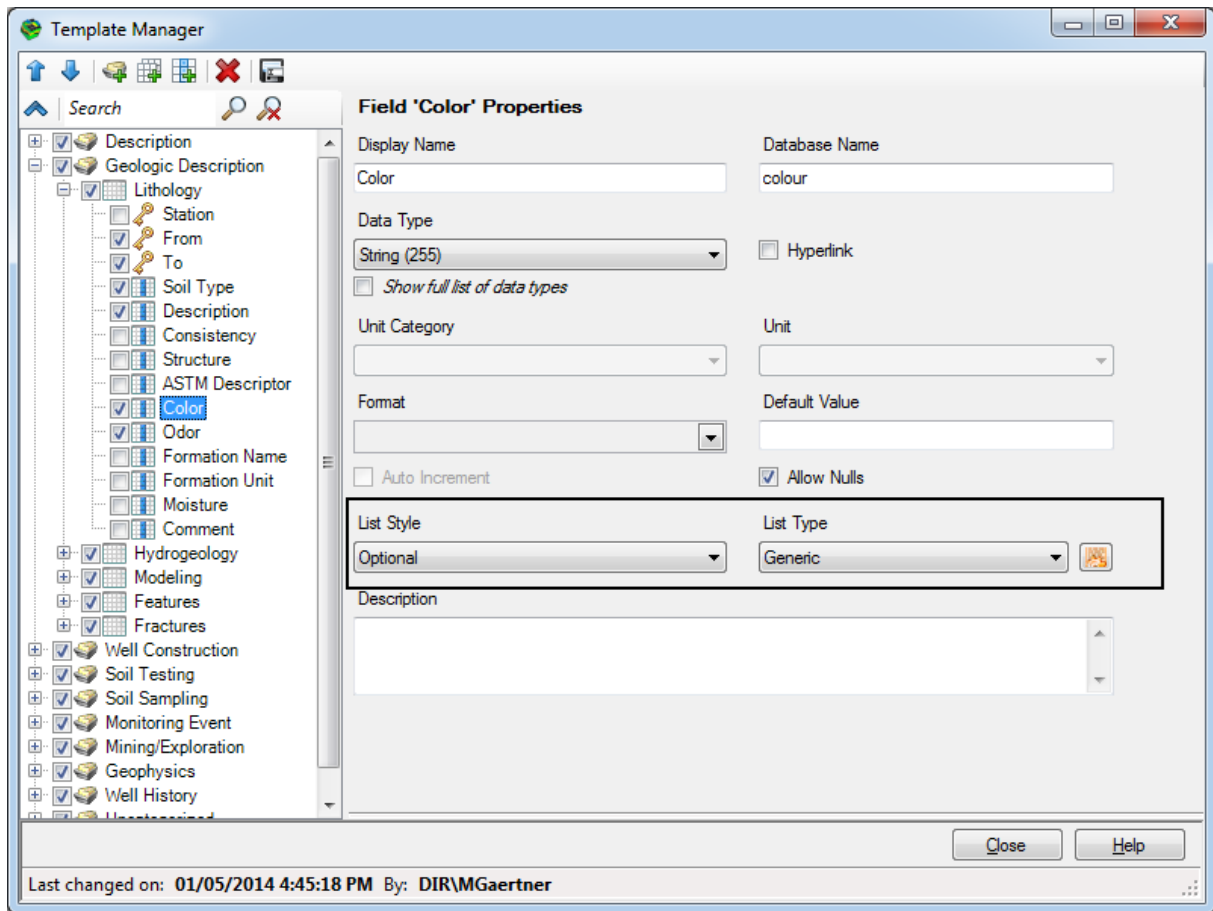 Template Manager
Search
Description
Geologic Description
Lithology
Station
From
To
Soil Type
Description
Consistency
Structure
ASTM Descriptor
Color
Odor
Formation Name
Formation Unit
Moisture
Comment
Hydrogeology
Modeling
Features
Fractures
Well Construction
Soil Testing
Soil Sampling
Monitoring Event
Mining/Exploration
Geophysics
Well History
Field 'Color' Properties
Display Name
Database Name
Color
colour
Data Type
String (255)
Hyperlink
Show full list of data types
Unit Category
Unit
Format
Default Value
Auto Increment
Allow Nulls
List Style
List Type
Optional
Generic
Description
Close
Help
Last changed on: 01/05/2014 4:45:18 PM By: DIR\MGaertner